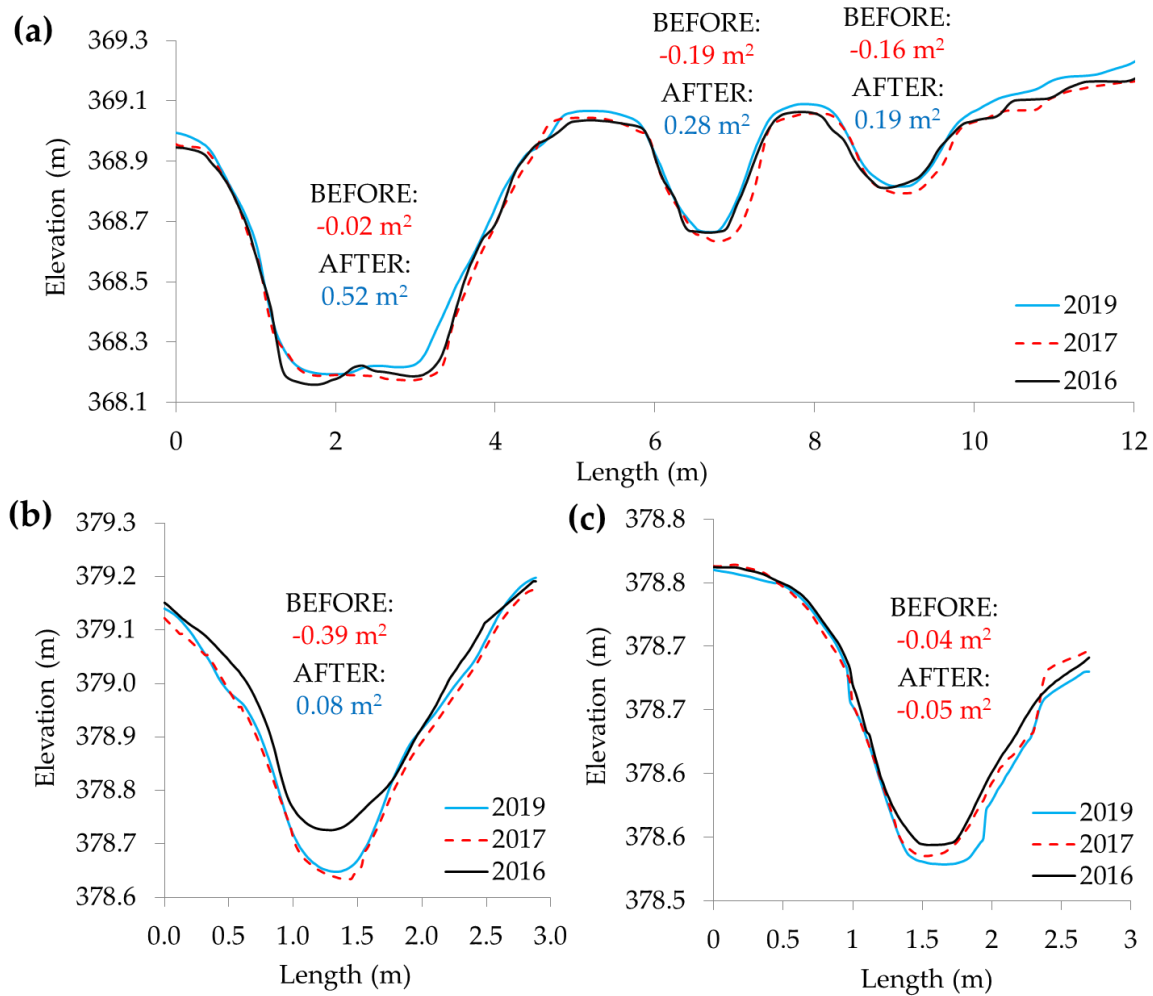 (a)
BEFORE:
-0.19 m²
AFTER:
0.28 m²
BEFORE:
-0.16 m²
AFTER:
0.19 m²
BEFORE:
-0.02 m²
AFTER:
0.52 m²
Elevation (m)
369.3
369.1
368.9
368.7
368.5
368.3
368.1
0
2
4
6
8
10
12
Length (m)
2019
2017
2016
(b)
BEFORE:
-0.39 m²
AFTER:
0.08 m²
Elevation (m)
379.3
379.2
379.1
379.0
378.9
378.8
378.7
378.6
0.0
0.5
1.0
1.5
2.0
2.5
3.0
Length (m)
2019
2017
2016
(c)
BEFORE:
-0.04 m²
AFTER:
-0.05 m²
Elevation (m)
378.8
378.8
378.7
378.7
378.6
378.6
378.5
0
1
1
2
2
3
3
Length (m)
2019
2017
2016